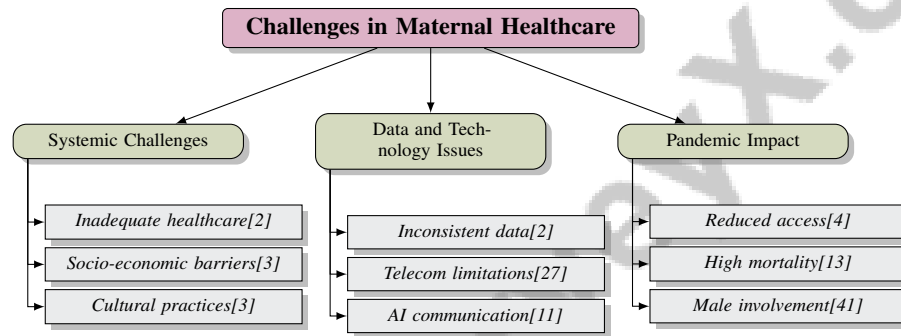 Challenges in Maternal Healthcare
Systemic Challenges
Inadequate healthcare[2]
Socio-economic barriers[3]
Cultural practices[3]
Data and Tech-
nology Issues
Inconsistent data[2]
Telecom limitations[27]
AI communication[11]
Pandemic Impact
Reduced access[4]
High mortality[13]
Male involvement[41]